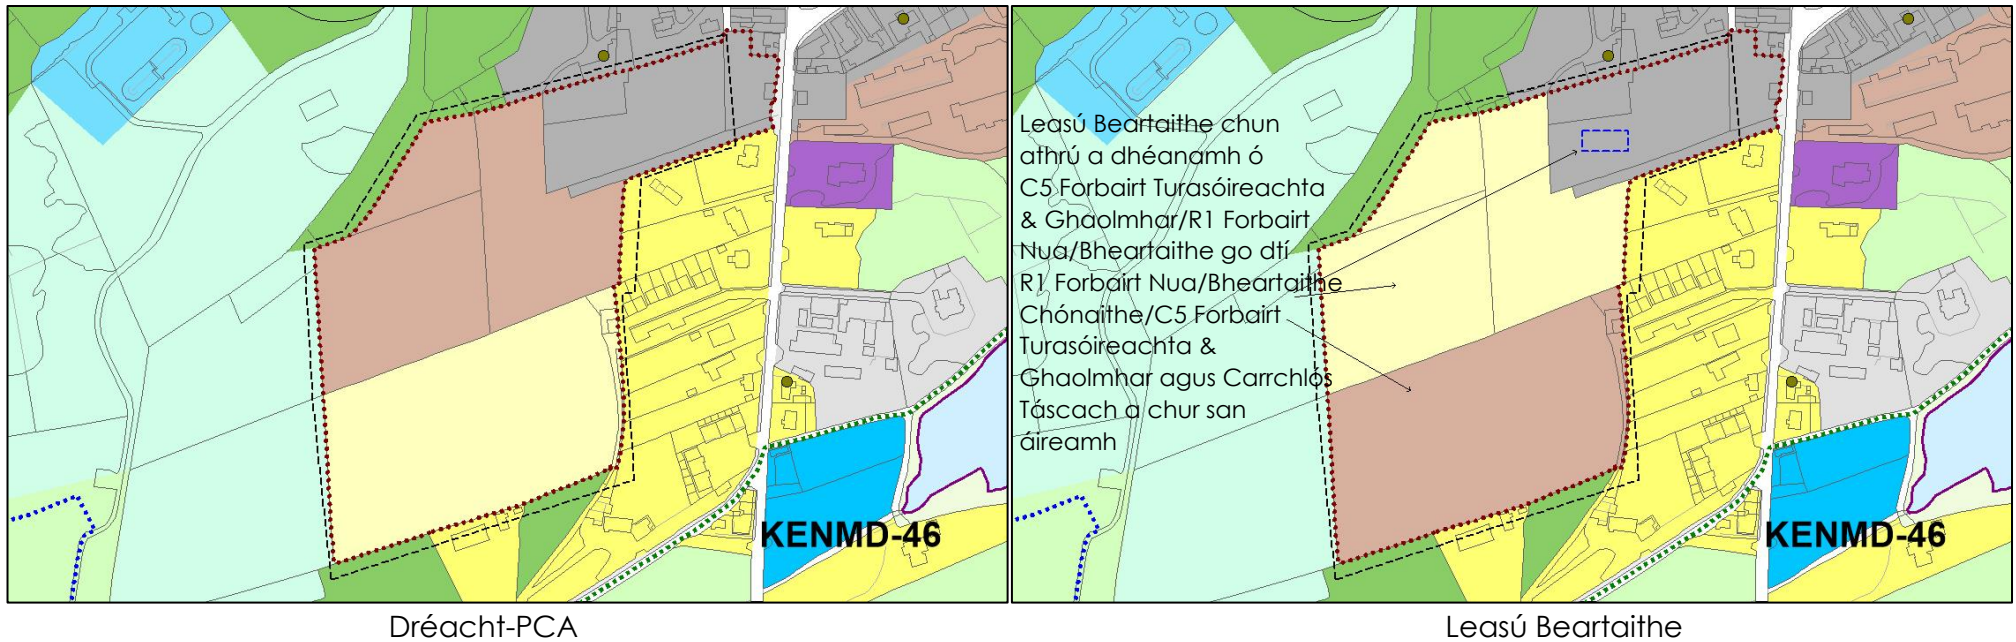 KENMD-46
Dréacht-PCA
Leasú Beartaithe chun
athrú a dhéanamh ó
C5 Forbairt Turasóireachta
& Ghaolmhar/R1 Forbairt
Nua/Bheartaithe go dtí
R1 Forbairt Nua/Bheartaithe
Chónaithe/C5 Forbairt
Turasóireachta &
Ghaolmhar agus Carrchlós
Táscach a chur san
áireamh
KENMD-46
Leasú Beartaithe